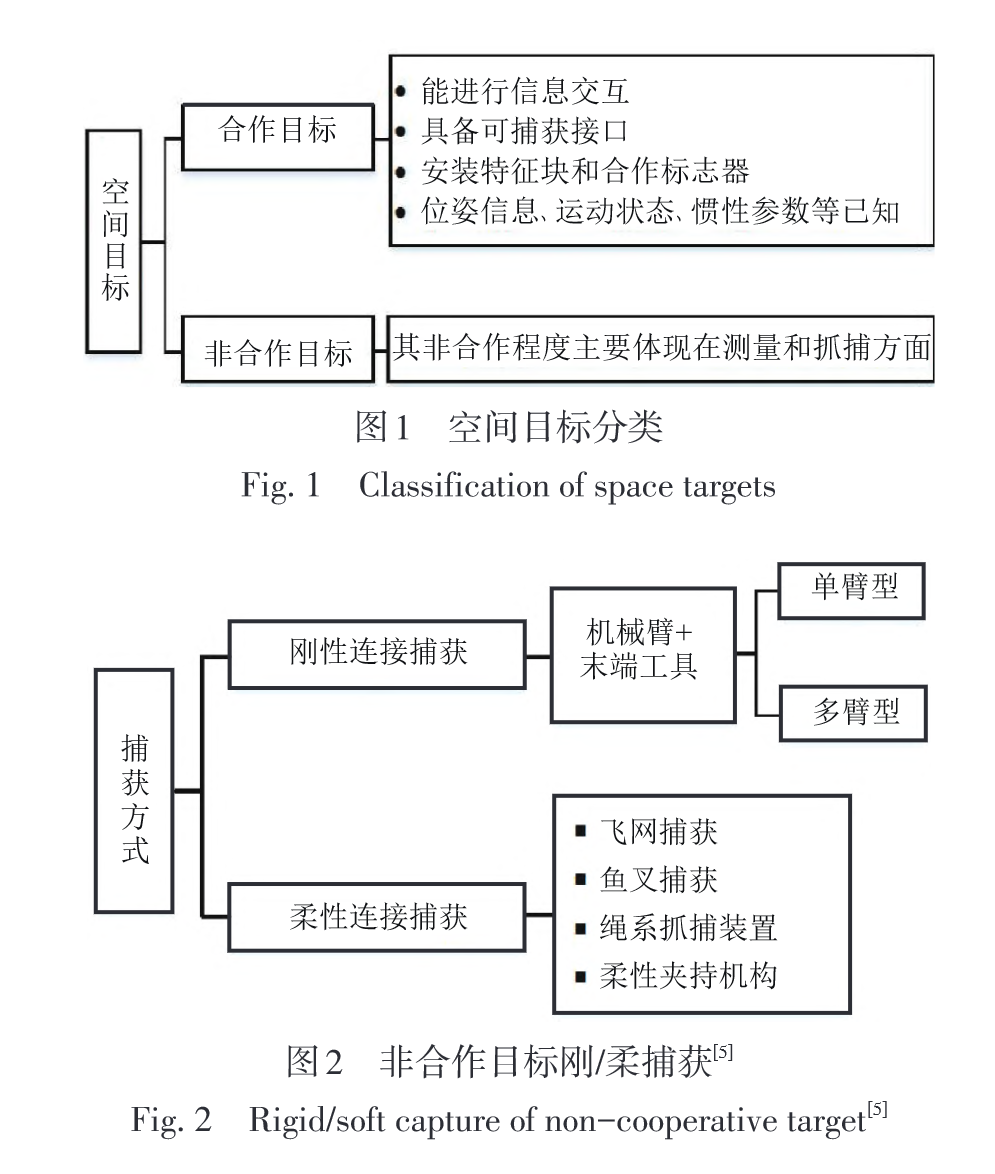 空间目标
合作目标
• 能进行信息交互
• 具备可捕获接口
• 安装特征块和合作标志器
• 位姿信息、运动状态、惯性参数等已知
非合作目标
其非合作程度主要体现在测量和抓捕方面
图1 空间目标分类
Fig. 1 Classification of space targets
捕获方式
刚性连接捕获
机械臂+
末端工具
单臂型
多臂型
柔性连接捕获
▪ 飞网捕获
▪ 鱼叉捕获
▪ 绳系抓捕装置
▪ 柔性夹持机构
图2 非合作目标刚/柔捕获[5]
Fig. 2 Rigid/soft capture of non-cooperative target[5]